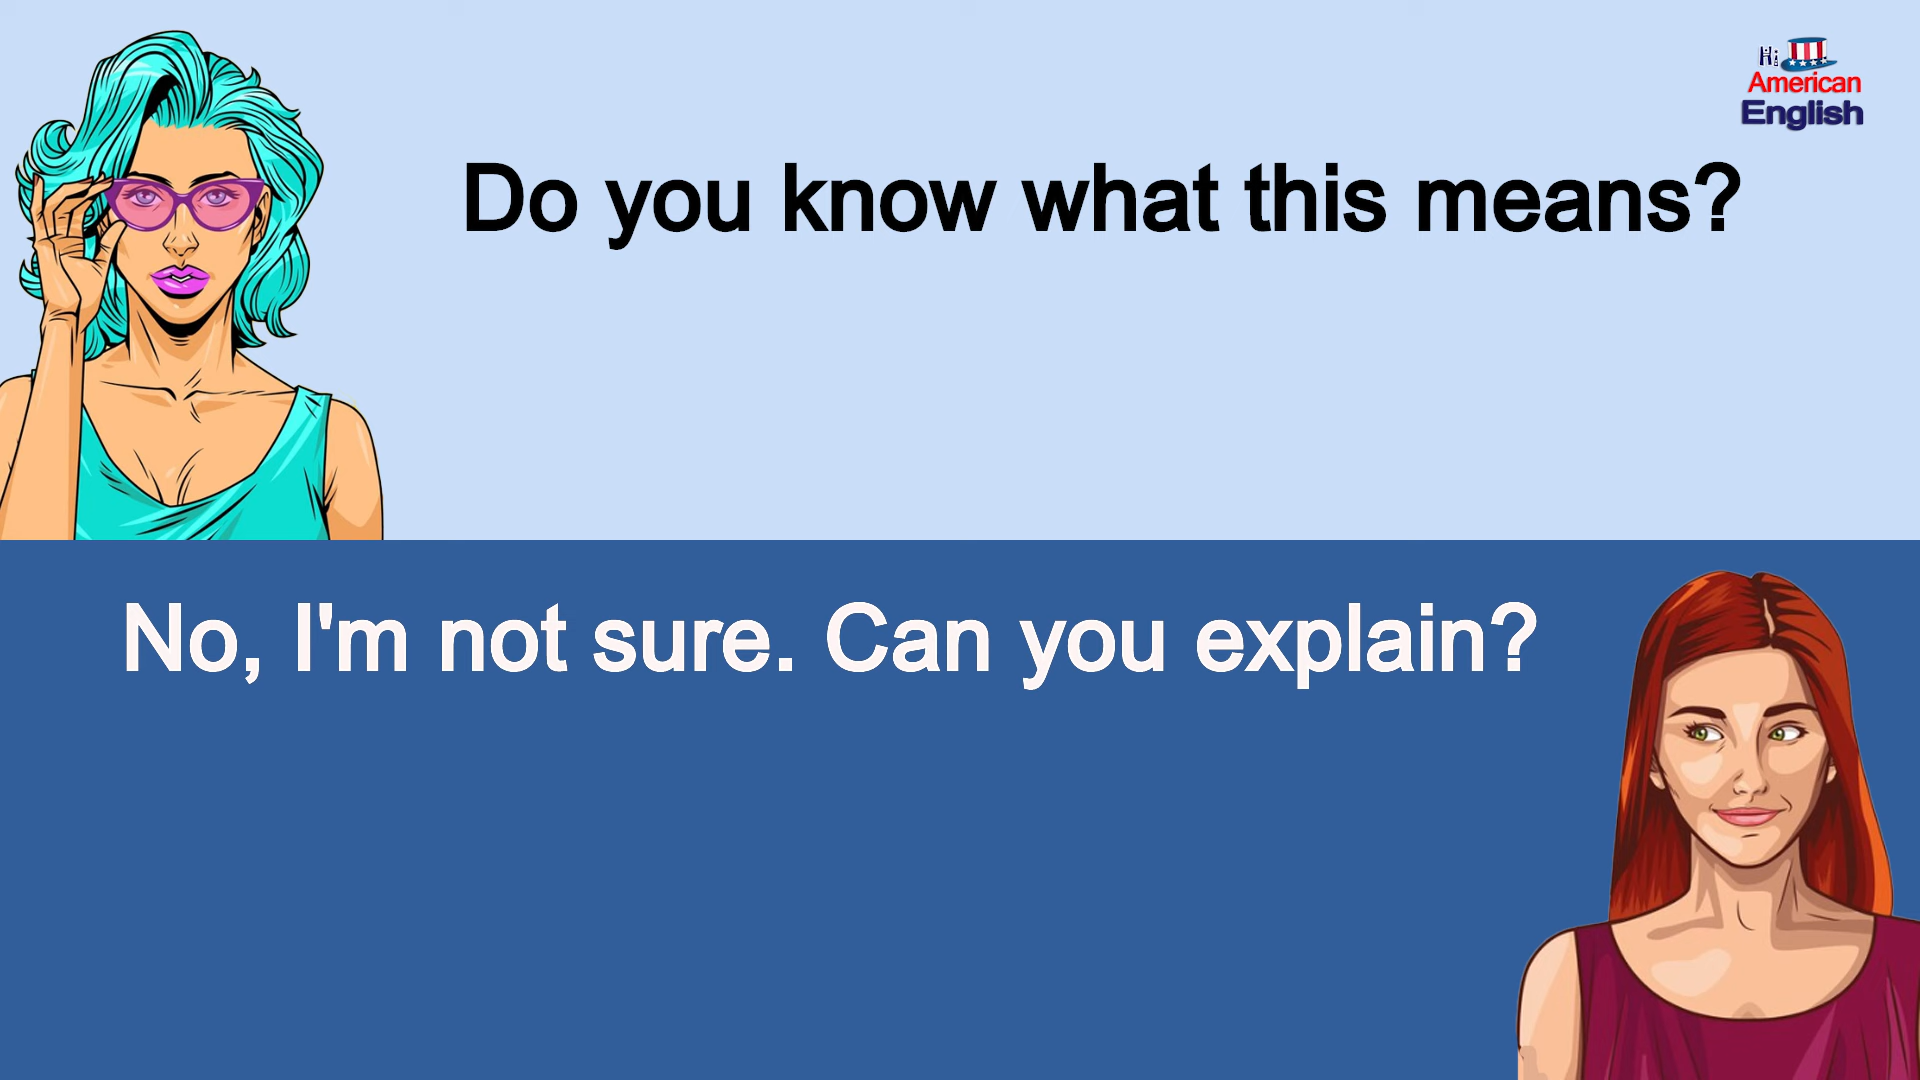 Hi
American
English
Do you know what this means?
No, I'm not sure. Can you explain?